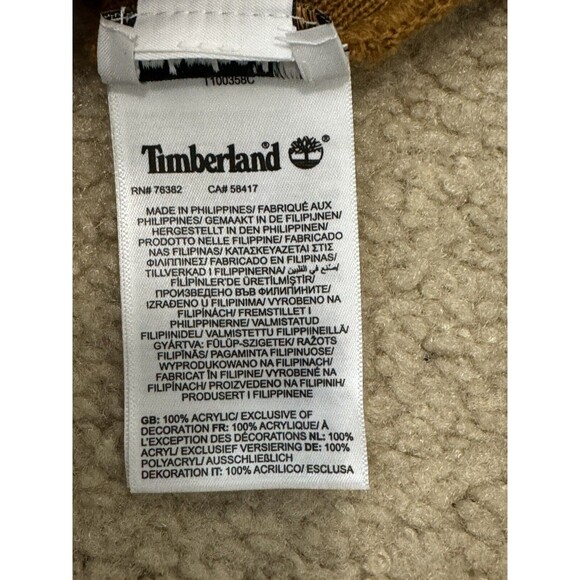 T100358C
Timberland ®
RN# 76382 CA# 58417
MADE IN PHILIPPINES/ FABRIQUÉ AUX
PHILIPPINES/ GEMAAKT IN DE FILIPIJNEN/
HERGESTELLT IN DEN PHILIPPINEN/
PRODOTTO NELLE FILIPPINE/ FABRICADO
NAS FILIPINAS/ ΚΑΤΑΣΚΕΥΑΖΕΤΑΙ ΣΤΙΣ
ΦΙΛΙΠΠΙΝΕΣ/ FABRICADO EN FILIPINAS/
TILLVERKAD I FILIPPINERNA/ صنع في الفلبين/
FİLİPİNLER'DE ÜRETİLMİŞTİR/
ПРОИЗВЕДЕНО ВЪВ ФИЛИПИНИТЕ/
IZRAĐENO U FILIPINIMA/ VYROBENO NA
FILIPÍNÁCH/ FREMSTILLET I
PHILIPPINERNE/ VALMISTATUD
FILIPIINIDEL/ VALMISTETTU FILIPPIINEILLÄ/
GYÁRTVA: FÜLÖP-SZIGETEK/ RAŽOTS
FILIPĪNĀS/ PAGAMINTA FILIPINUOSE/
WYPRODUKOWANO NA FILIPINACH/
FABRICAT ÎN FILIPINE/ VYROBENÉ NA
FILIPÍNACH/ PROIZVEDENO NA FILIPINIH/
PRODUSERT I FILIPPINENE/
GB: 100% ACRYLIC/ EXCLUSIVE OF
DECORATION FR: 100% ACRYLIQUE/ À
L'EXCEPTION DES DÉCORATIONS NL: 100%
ACRYL/ EXCLUSIEF VERSIERING DE: 100%
POLYACRYL/ AUSSCHLIEßLICH
DEKORATION IT: 100% ACRILICO/ ESCLUSA